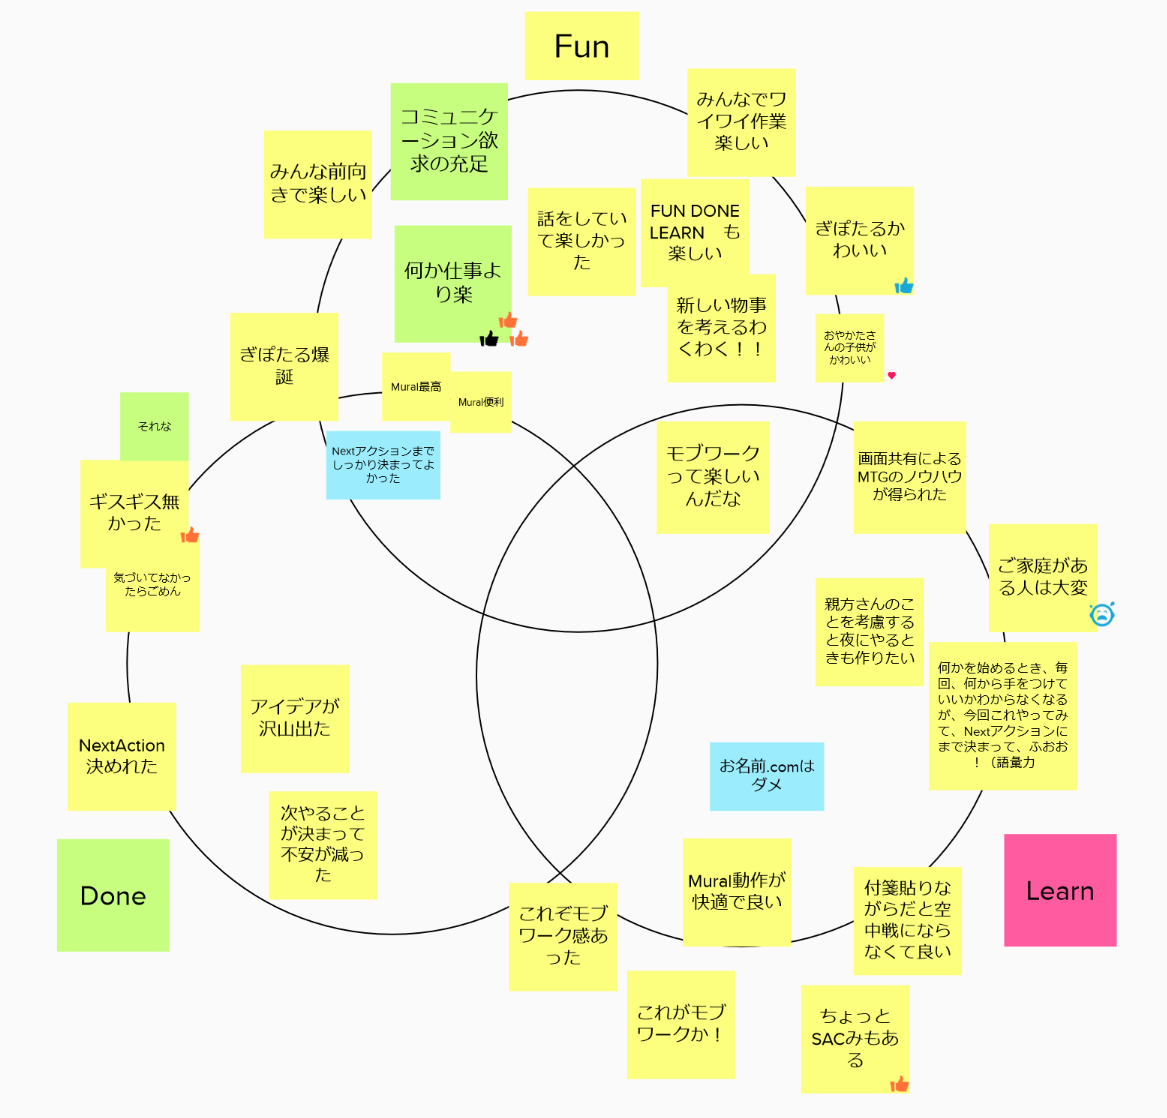 Fun
みんなでワ
イワイ作業
楽しい
コミュニケ
ーション欲
求の充足
みんな前向
きで楽しい
話をしてい
て楽しかっ
た
FUN DONE
LEARN　も
楽しい
ぎぽたるか
わいい
何か仕事よ
り楽
新しい物事
を考えるわ
くわく！！
おやかたさ
んの子供が
かわいい
ぎぽたる爆
誕
Mural最高
Mural便利
それな
Nextアクションまで
しっかり決まってよ
かった
モブワーク
って楽しい
んだな
画面共有による
MTGのノウハウ
が得られた
ギスギス無
かった
気づいてなかっ
たらごめん
ご家庭があ
る人は大変
親方さんのこ
とを考慮する
と夜にやると
きも作りたい
何かを始めるとき、毎
回、何から手をつけて
いいかわからなくなる
が、今回これやってみ
て、Nextアクションに
まで決まって、ふおお
！（語彙力
アイデアが
沢山出た
NextAction
決めれた
お名前.comは
ダメ
次やること
が決まって
不安が減っ
た
Done
Mural動作が
快適で良い
付箋貼りな
がらだと空
中戦になら
なくて良い
Learn
これぞモブ
ワーク感あ
った
これがモブ
ワークか！
ちょっと
SACみもあ
る